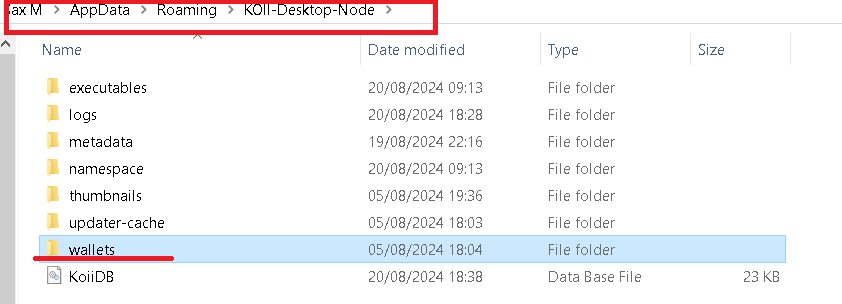 M > AppData > Roaming > KOII-Desktop-Node >
Name Date modified Type Size
executables 20/08/2024 09:13 File folder
logs 20/08/2024 18:28 File folder
metadata 19/08/2024 22:16 File folder
namespace 20/08/2024 09:13 File folder
thumbnails 05/08/2024 19:36 File folder
updater-cache 05/08/2024 18:03 File folder
wallets 05/08/2024 18:04 File folder
KoiiDB 20/08/2024 18:38 Data Base File 23 KB